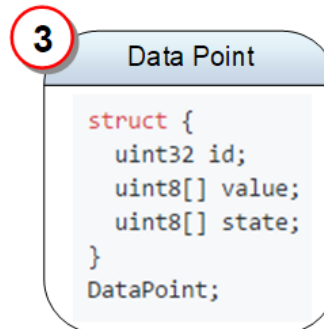 3
Data Point
struct {
  uint32 id;
  uint8[] value;
  uint8[] state;
}
DataPoint;